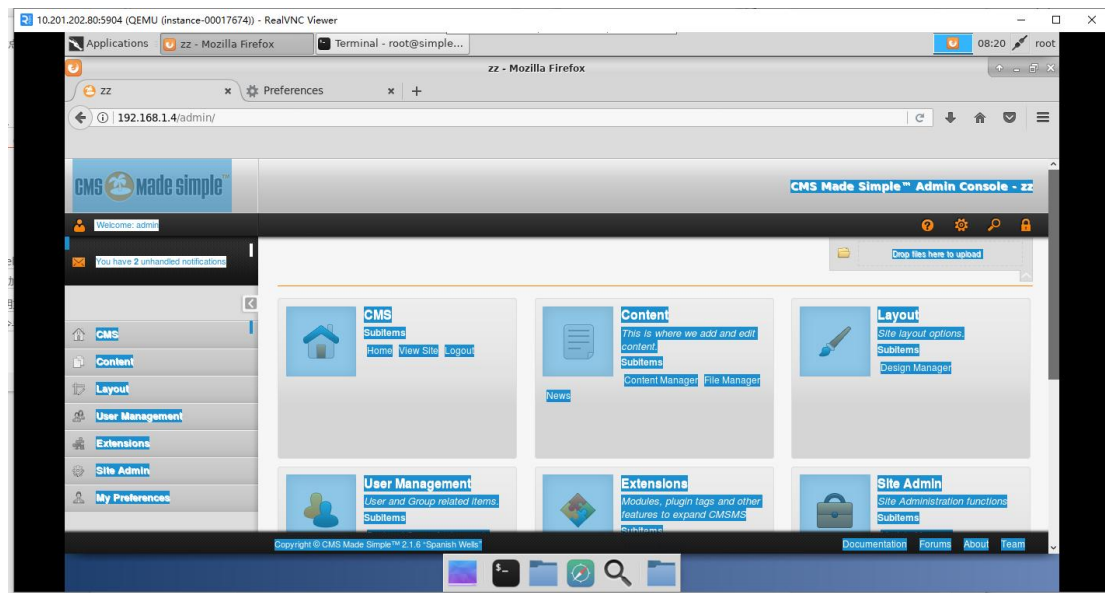 10.201.202.80:5904 (QEMU (instance-00017674)) - RealVNC Viewer
Applications zz - Mozilla Firefox Terminal - root@simple... 08:20 root
zz - Mozilla Firefox
zz Preferences
192.168.1.4/admin/
CMS made simple™
CMS Made Simple™ Admin Console - zz
Welcome: admin
You have 2 unhandled notifications
Drop files here to upload
CMS
Content
Layout
User Management
Extensions
Site Admin
My Preferences
CMS
Subitems
Home View Site Logout
Content
This is where we add and edit
content.
Subitems
Content Manager File Manager
News
Layout
Site layout options.
Subitems
Design Manager
User Management
User and Group related items.
Subitems
Extensions
Modules, plugin tags and other
features to expand CMSMS
Subitems
Site Admin
Site Administration functions
Subitems
Copyright © CMS Made Simple™ 2.1.6 "Spanish Wells"
Documentation Forums About Team